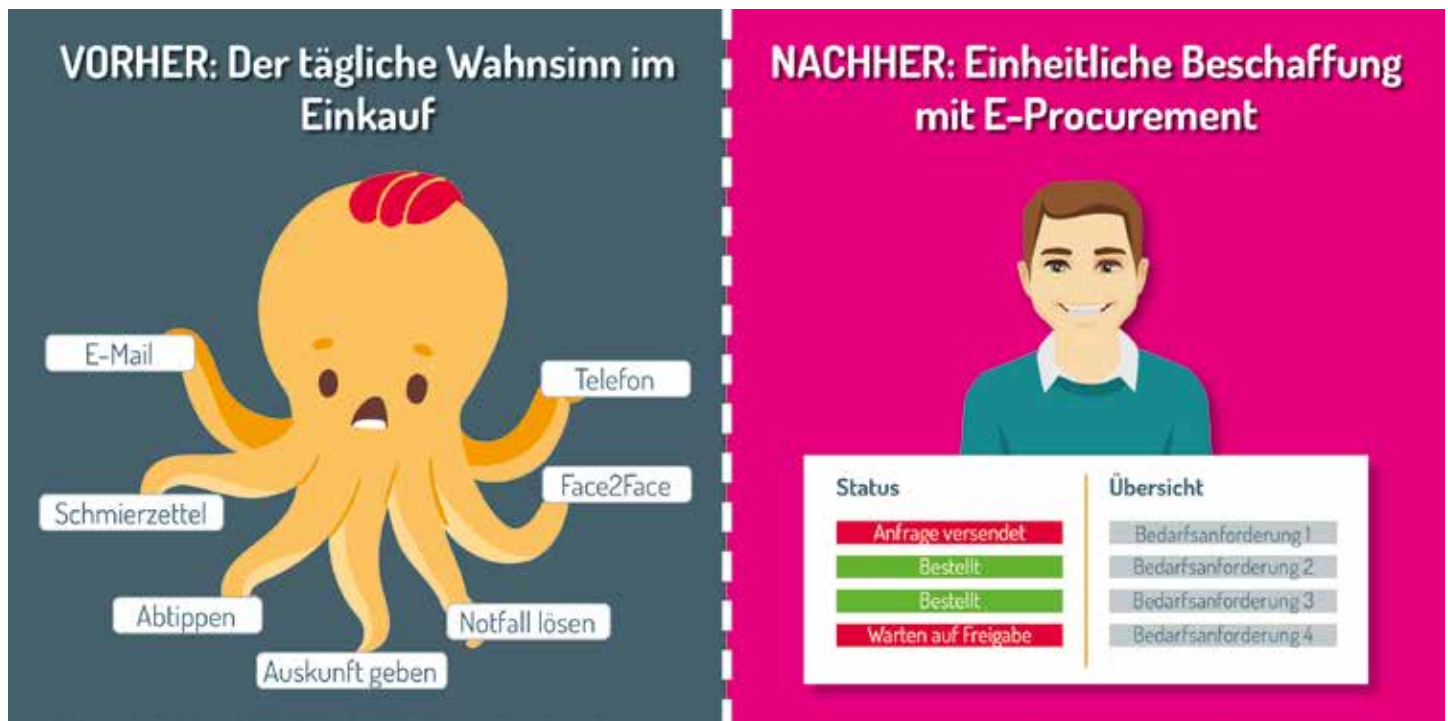 VORHER: Der tägliche Wahnsinn im
Einkauf
E-Mail
Telefon
Schmierzettel
Face2Face
Abtippen
Notfall lösen
Auskunft geben
NACHHER: Einheitliche Beschaffung
mit E-Procurement
Status
Übersicht
Anfrage versendet
Bedarfsanforderung 1
Bestellt
Bedarfsanforderung 2
Bestellt
Bedarfsanforderung 3
Warten auf Freigabe
Bedarfsanforderung 4